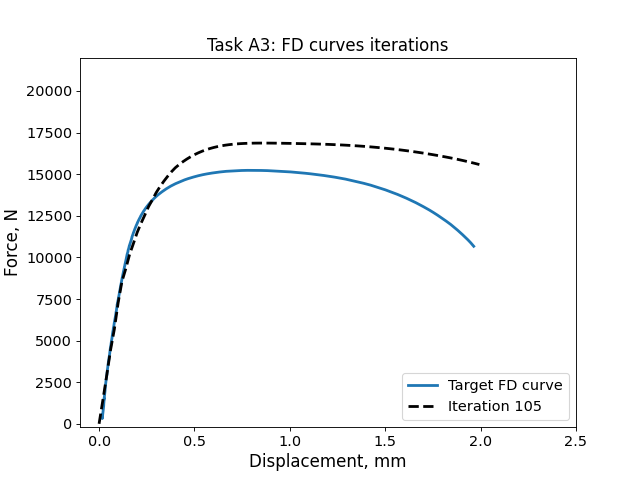 Task A3: FD curves iterations
Force, N
20000
17500
15000
12500
10000
7500
5000
2500
0
0.0 0.5 1.0 1.5 2.0 2.5
Displacement, mm
Target FD curve
Iteration 105